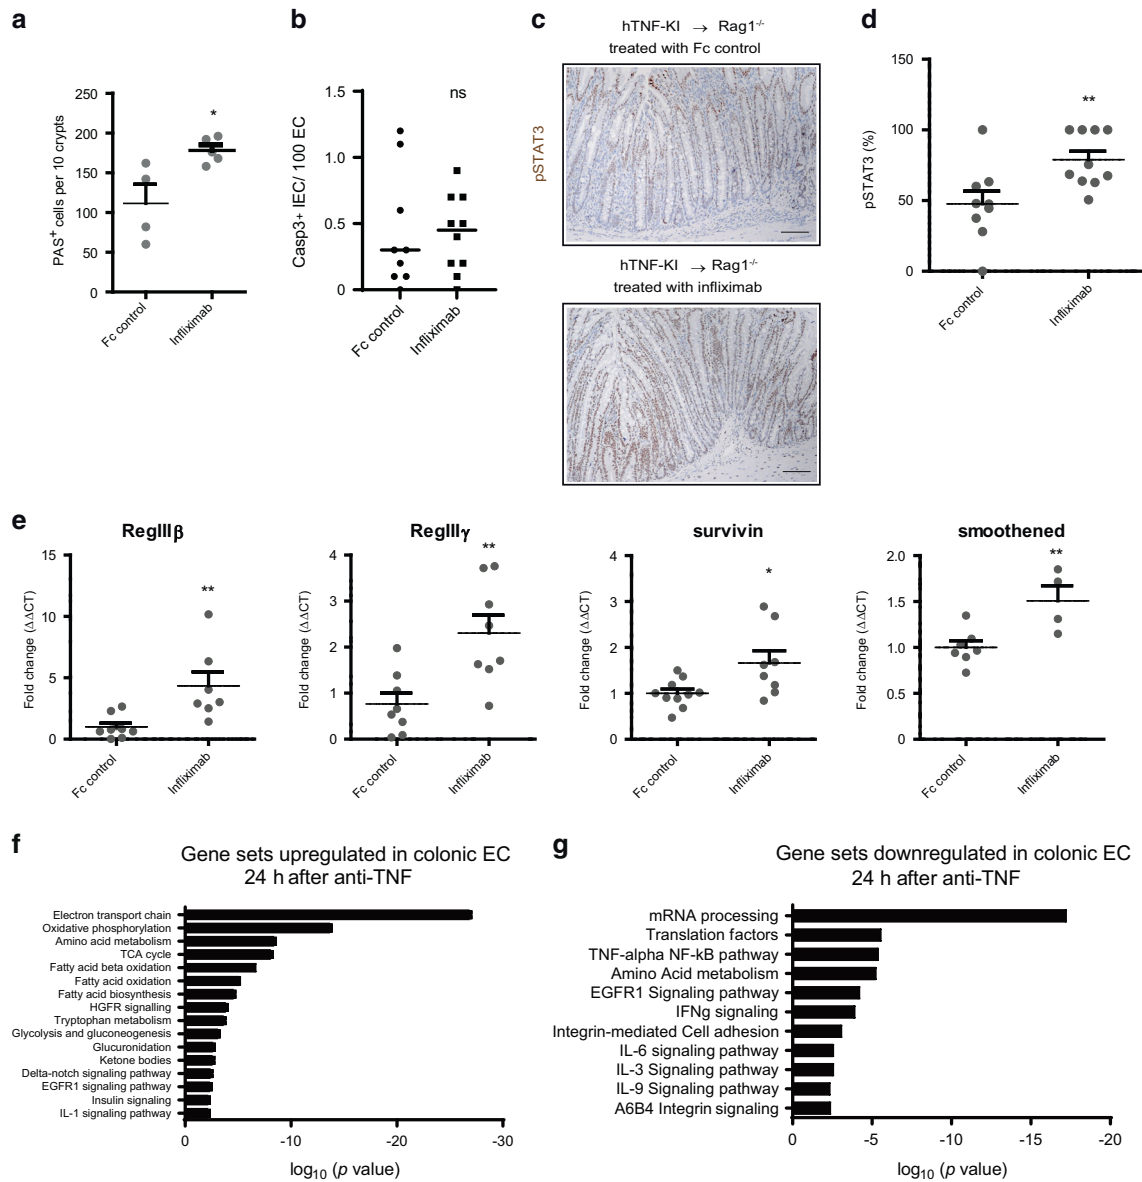 a
PAS+ cells per 10 crypts
250
200
150
100
50
0
*
Fc control
Infliximab
b
Casp3+ IEC/ 100 EC
1.5
1.0
0.5
0
ns
Fc control
Infliximab
c
hTNF-KI → Rag1-/-
treated with Fc control
pSTAT3
hTNF-KI → Rag1-/-
treated with infliximab
d
pSTAT3 (%)
150
100
50
0
**
Fc control
Infliximab
e
RegIIIβ
Fold change (ΔΔCT)
15
10
5
0
**
Fc control
Infliximab
RegIIIγ
Fold change (ΔΔCT)
4
3
2
1
0
**
Fc control
Infliximab
survivin
Fold change (ΔΔCT)
4
3
2
1
0
*
Fc control
Infliximab
smoothened
Fold change (ΔΔCT)
2.0
1.5
1.0
0.5
0
**
Fc control
Infliximab
f
Gene sets upregulated in colonic EC
24 h after anti-TNF
Electron transport chain
Oxidative phosphorylation
Amino acid metabolism
TCA cycle
Fatty acid beta oxidation
Fatty acid oxidation
Fatty acid biosynthesis
HGFR signalling
Tryptophan metabolism
Glycolysis and gluconeogenesis
Glucuronidation
Ketone bodies
Delta-notch signaling pathway
EGFR1 signaling pathway
Insulin signaling
IL-1 signaling pathway
0 -10 -20 -30
log10 (p value)
g
Gene sets downregulated in colonic EC
24 h after anti-TNF
mRNA processing
Translation factors
TNF-alpha NF-kB pathway
Amino Acid metabolism
EGFR1 Signaling pathway
IFNg signaling
Integrin-mediated Cell adhesion
IL-6 signaling pathway
IL-3 Signaling pathway
IL-9 Signaling pathway
A6B4 Integrin signaling
0 -5 -10 -15 -20
log10 (p value)